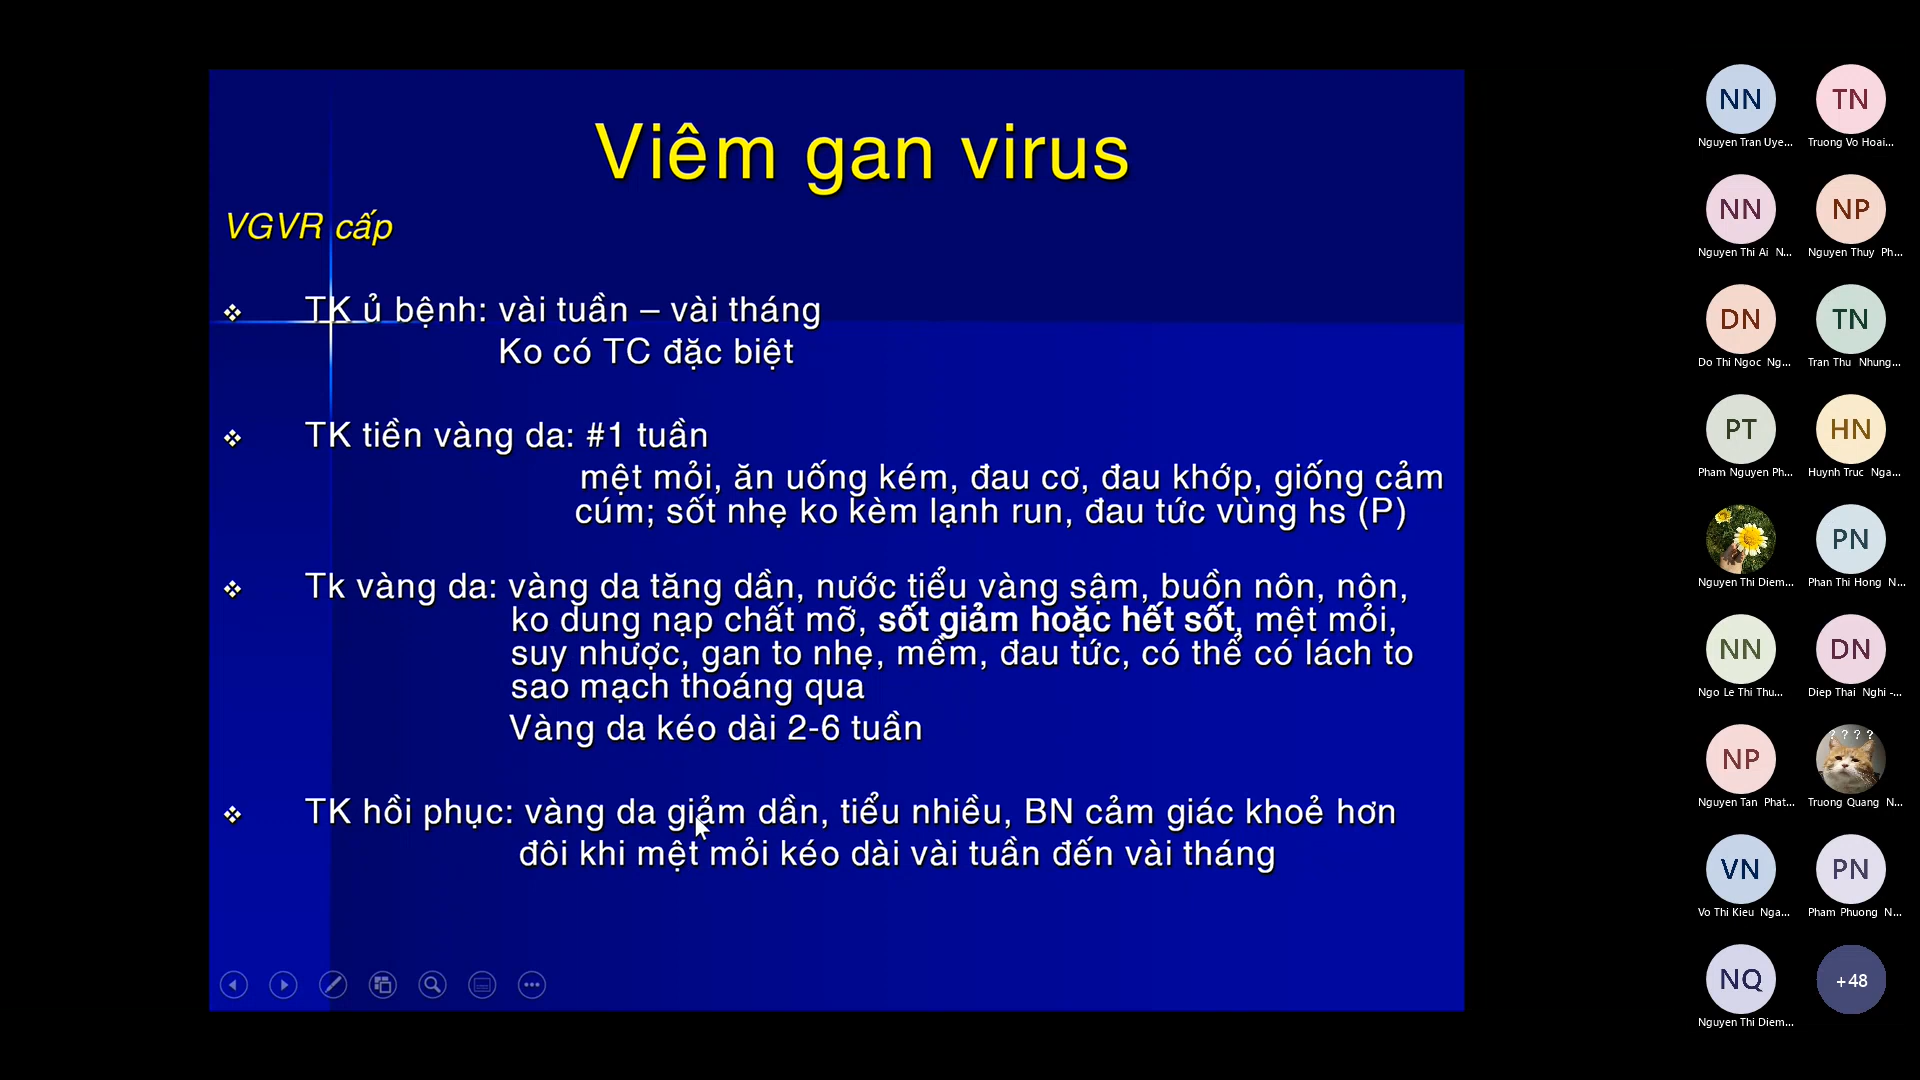 Viêm gan virus
VGVR cấp
TK ủ bệnh: vài tuần – vài tháng
Ko có TC đặc biệt
TK tiền vàng da: #1 tuần
mệt mỏi, ăn uống kém, đau cơ, đau khớp, giống cảm
cúm; sốt nhẹ ko kèm lạnh run, đau tức vùng hs (P)
Tk vàng da: vàng da tăng dần, nước tiểu vàng sậm, buồn nôn, nôn,
ko dung nạp chất mỡ, sốt giảm hoặc hết sốt, mệt mỏi,
suy nhược, gan to nhẹ, mềm, đau tức, có thể có lách to
sao mạch thoáng qua
Vàng da kéo dài 2-6 tuần
TK hồi phục: vàng da giảm dần, tiểu nhiều, BN cảm giác khoẻ hơn
đôi khi mệt mỏi kéo dài vài tuần đến vài tháng
NN TN
Nguyen Tran Uye... Truong Vo Hoai...
NN NP
Nguyen Thi Ai N... Nguyen Thuy Ph...
DN TN
Do Thi Ngoc Ng... Tran Thu Nhung...
PT HN
Pham Nguyen Ph... Huynh Truc Nga...
PN
Nguyen Thi Diem... Phan Thi Hong N...
NN DN
Ngo Le Thi Thu... Diep Thai Nghi -...
NP ????
Nguyen Tan Phat... Truong Quang N...
VN PN
Vo Thi Kieu Nga... Pham Phuong N...
NQ +48
Nguyen Thi Diem...